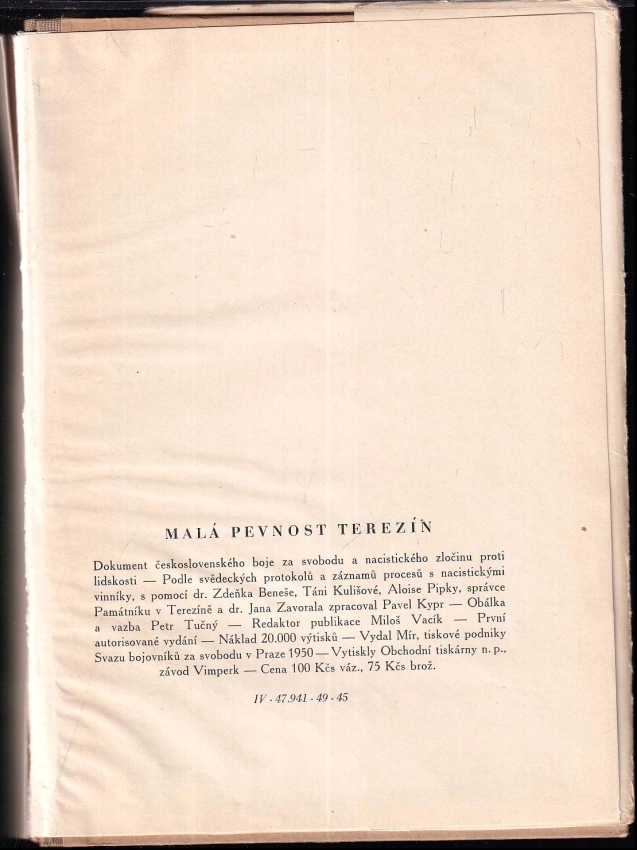 MALÁ PEVNOST TEREZÍN
Dokument československého boje za svobodu a nacistického zločinu proti
lidskosti — Podle svědeckých protokolů a záznamů procesů s nacistickými
vinníky, s pomocí dr. Zdeňka Beneše, Táni Kulišové, Aloise Pipky, správce
Památníku v Terezíně a dr. Jana Zavorala zpracoval Pavel Kypr — Obálka
a vazba Petr Tučný — Redaktor publikace Miloš Vacík — První
autorisované vydání — Náklad 20.000 výtisků — Vydal Mír, tiskové podniky
Svazu bojovníků za svobodu v Praze 1950 — Vytiskly Obchodní tiskárny n. p.,
závod Vimperk — Cena 100 Kčs váz., 75 Kčs brož.
IV - 47.941 - 49 - 45